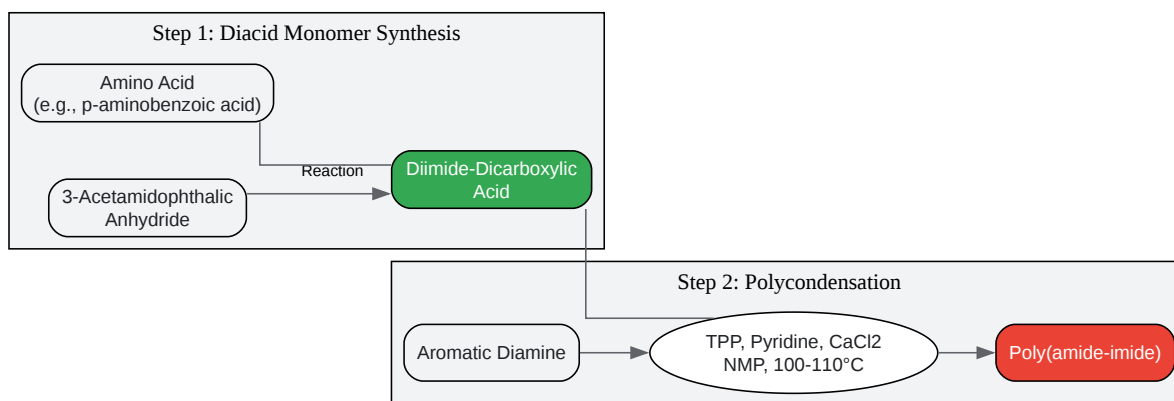 Step 1: Diacid Monomer Synthesis
Amino Acid
(e.g., p-aminobenzoic acid)
Reaction
3-Acetamidophthalic
Anhydride
Diimide-Dicarboxylic
Acid
Step 2: Polycondensation
Aromatic Diamine
TPP, Pyridine, CaCl2
NMP, 100-110°C
Poly(amide-imide)